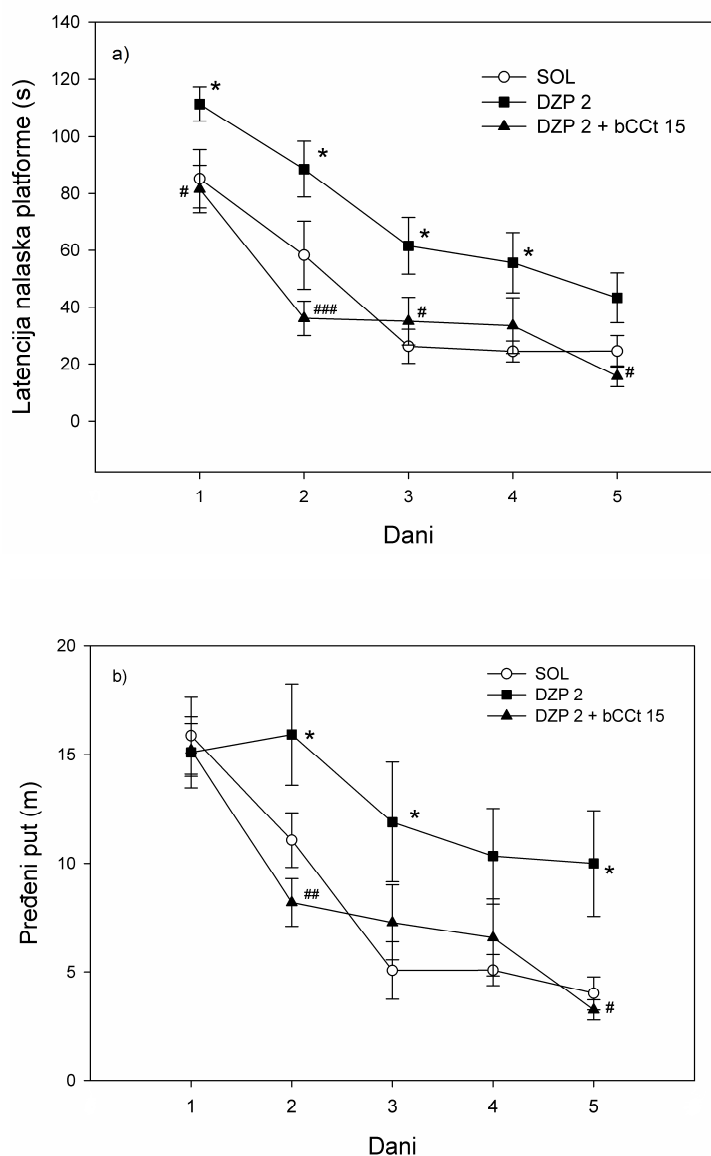 a)
SOL
DZP 2
DZP 2 + bCCt 15
Latencija nalaska platforme (s)
140
120
100
80
60
40
20
0
*
*
*
*
#
###
#
#
1 2 3 4 5
Dani
b)
SOL
DZP 2
DZP 2 + bCCt 15
Pređeni put (m)
20
15
10
5
0
*
*
*
##
#
1 2 3 4 5
Dani